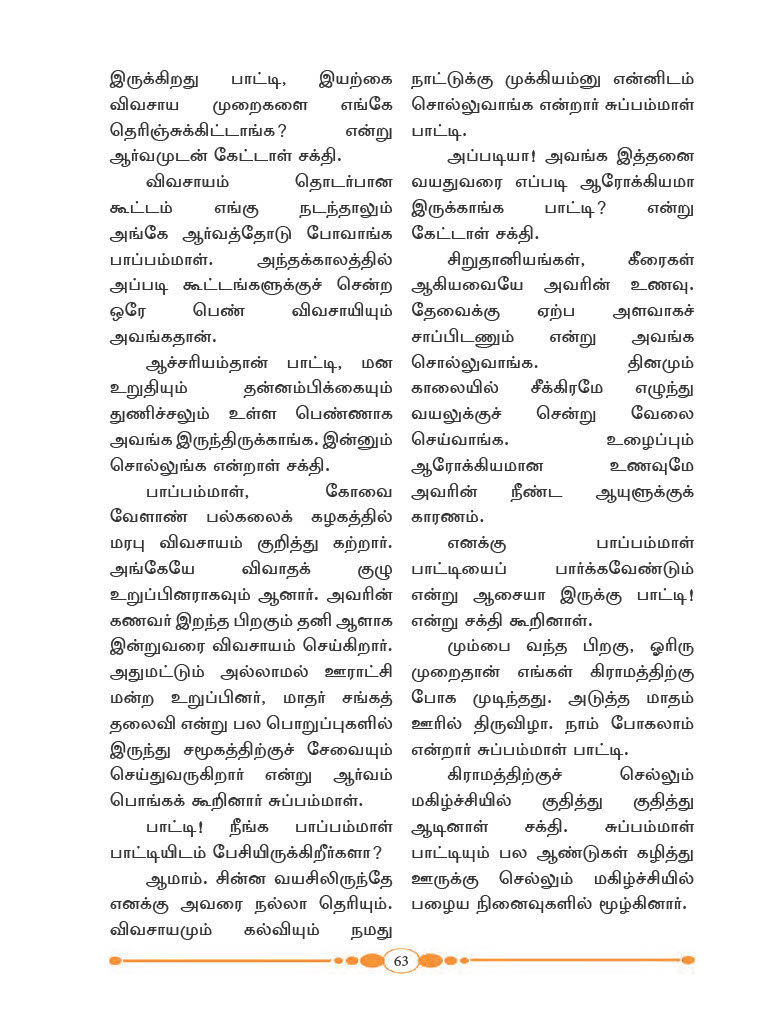 இருக்கிறது பாட்டி, இயற்கை
விவசாய முறைகளை எங்கே
தெரிஞ்சுக்கிட்டாங்க? என்று
ஆர்வமுடன் கேட்டாள் சக்தி.
விவசாயம் தொடர்பான
கூட்டம் எங்கு நடந்தாலும்
அங்கே ஆர்வத்தோடு போவாங்க
பாப்பம்மாள். அந்தக்காலத்தில்
அப்படி கூட்டங்களுக்குச் சென்ற
ஒரே பெண் விவசாயியும்
அவங்கதான்.
ஆச்சரியம்தான் பாட்டி, மன
உறுதியும் தன்னம்பிக்கையும்
துணிச்சலும் உள்ள பெண்ணாக
அவங்க இருந்திருக்காங்க. இன்னும்
சொல்லுங்க என்றாள் சக்தி.
பாப்பம்மாள், கோவை
வேளாண் பல்கலைக் கழகத்தில்
மரபு விவசாயம் குறித்து கற்றார்.
அங்கேயே விவாதக் குழு
உறுப்பினராகவும் ஆனார். அவரின்
கணவர் இறந்த பிறகும் தனி ஆளாக
இன்றுவரை விவசாயம் செய்கிறார்.
அதுமட்டும் அல்லாமல் ஊராட்சி
மன்ற உறுப்பினர், மாதர் சங்கத்
தலைவி என்று பல பொறுப்புகளில்
இருந்து சமூகத்திற்குச் சேவையும்
செய்துவருகிறார் என்று ஆர்வம்
பொங்கக் கூறினார் சுப்பம்மாள்.
பாட்டி! நீங்க பாப்பம்மாள்
பாட்டியிடம் பேசியிருக்கிறீர்களா?
ஆமாம். சின்ன வயசிலிருந்தே
எனக்கு அவரை நல்லா தெரியும்.
விவசாயமும் கல்வியும் நமது
நாட்டுக்கு முக்கியம்னு என்னிடம்
சொல்லுவாங்க என்றார் சுப்பம்மாள்
பாட்டி.
அப்படியா! அவங்க இத்தனை
வயதுவரை எப்படி ஆரோக்கியமா
இருக்காங்க பாட்டி? என்று
கேட்டாள் சக்தி.
சிறுதானியங்கள், கீரைகள்
ஆகியவையே அவரின் உணவு.
தேவைக்கு ஏற்ப அளவாகச்
சாப்பிடணும் என்று அவங்க
சொல்லுவாங்க. தினமும்
காலையில் சீக்கிரமே எழுந்து
வயலுக்குச் சென்று வேலை
செய்வாங்க. உழைப்பும்
ஆரோக்கியமான உணவுமே
அவரின் நீண்ட ஆயுளுக்குக்
காரணம்.
எனக்கு பாப்பம்மாள்
பாட்டியைப் பார்க்கவேண்டும்
என்று ஆசையா இருக்கு பாட்டி!
என்று சக்தி கூறினாள்.
மும்பை வந்த பிறகு, ஓரிரு
முறைதான் எங்கள் கிராமத்திற்கு
போக முடிந்தது. அடுத்த மாதம்
ஊரில் திருவிழா. நாம் போகலாம்
என்றார் சுப்பம்மாள் பாட்டி.
கிராமத்திற்குச் செல்லும்
மகிழ்ச்சியில் குதித்து குதித்து
ஆடினாள் சக்தி. சுப்பம்மாள்
பாட்டியும் பல ஆண்டுகள் கழித்து
ஊருக்கு செல்லும் மகிழ்ச்சியில்
பழைய நினைவுகளில் மூழ்கினார்.
63